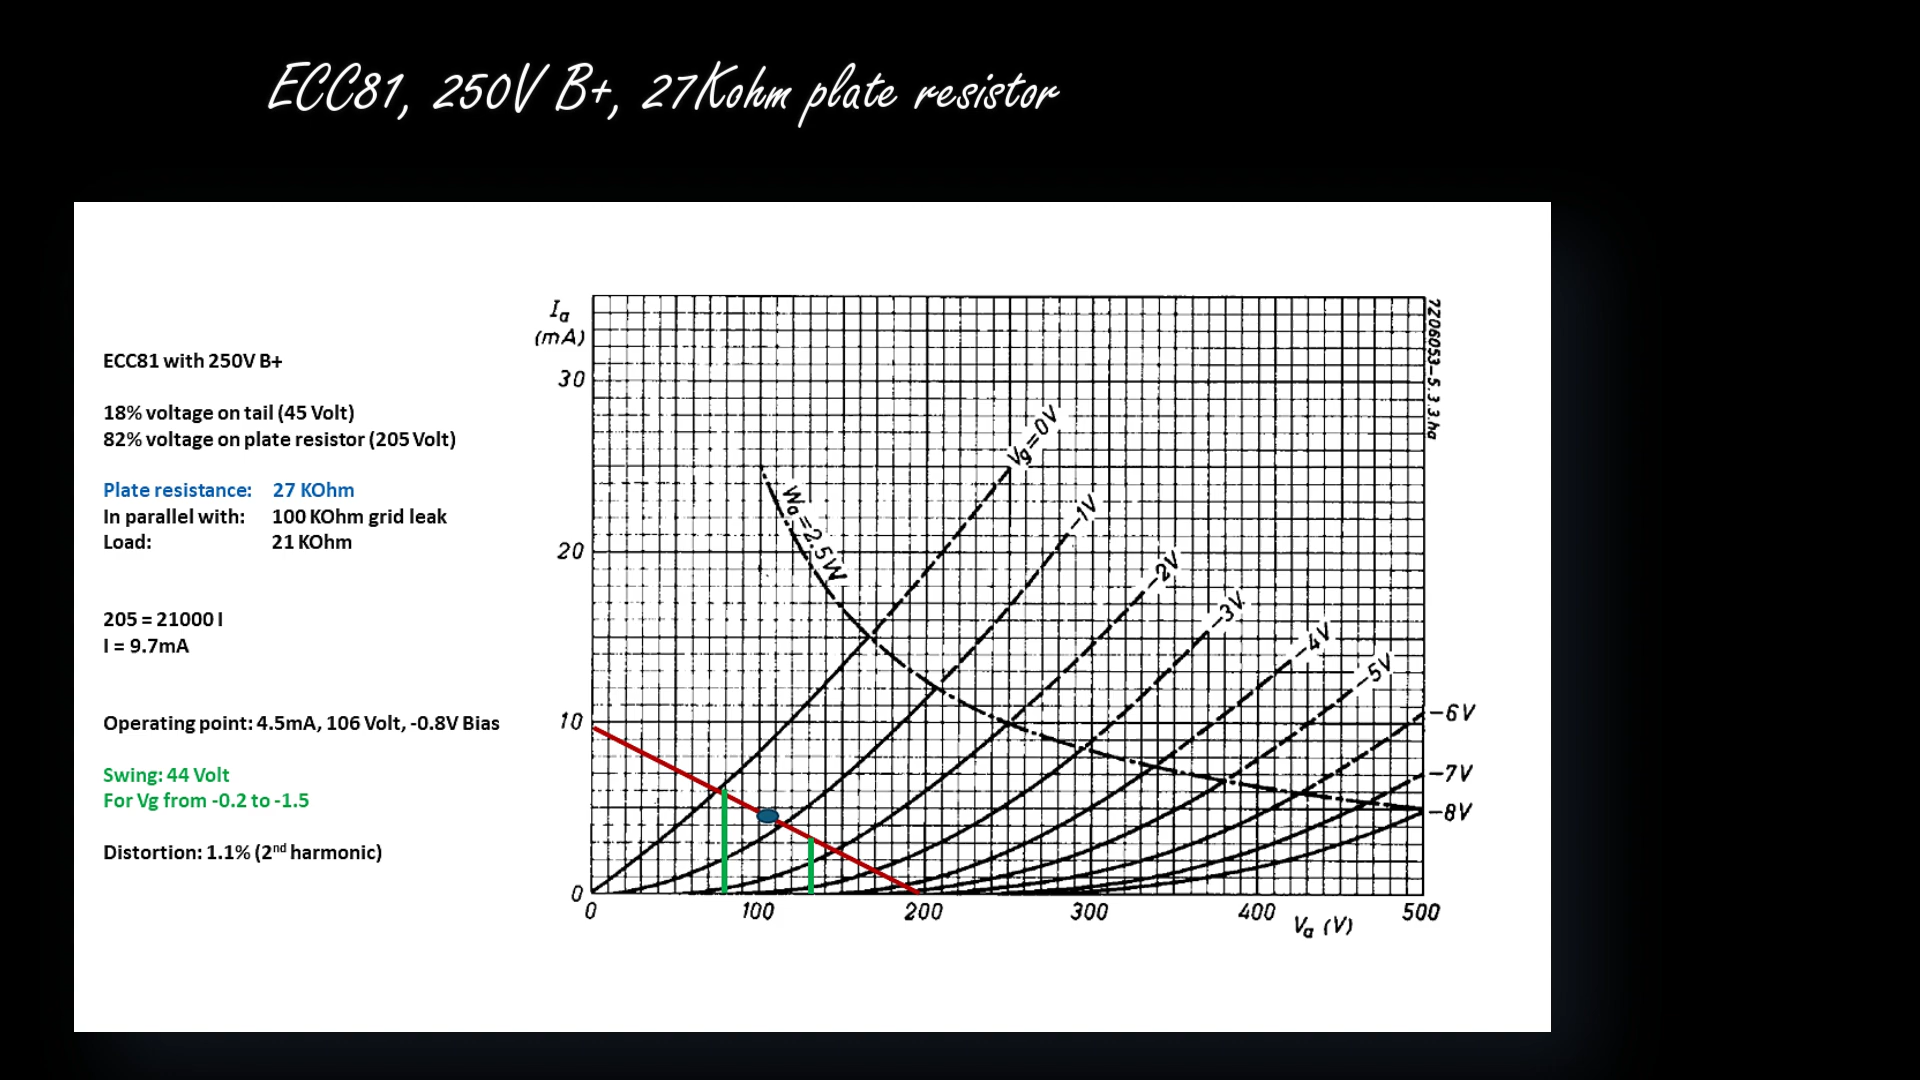 ECC81, 250V B+, 27Kohm plate resistor
ECC81 with 250V B+
18% voltage on tail (45 Volt)
82% voltage on plate resistor (205 Volt)
Plate resistance: 27 KOhm
In parallel with: 100 KOhm grid leak
Load: 21 KOhm
205 = 21000 I
I = 9.7mA
Operating point: 4.5mA, 106 Volt, -0.8V Bias
Swing: 44 Volt
For Vg from -0.2 to -1.5
Distortion: 1.1% (2nd harmonic)
Ia
(mA)
30
20
10
0
Wa=2.5W
Vg=0V
-1V
-2V
-3V
-4V
-5V
-6V
-7V
-8V
0 100 200 300 400 500
Va (V)
7206053-5.3.3.ha